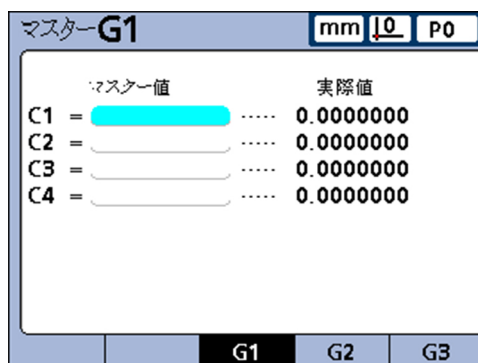 マスターG1 mm 0 P0
マスター値 実際値
C1 = ..... 0.0000000
C2 = ..... 0.0000000
C3 = ..... 0.0000000
C4 = ..... 0.0000000
G1 G2 G3